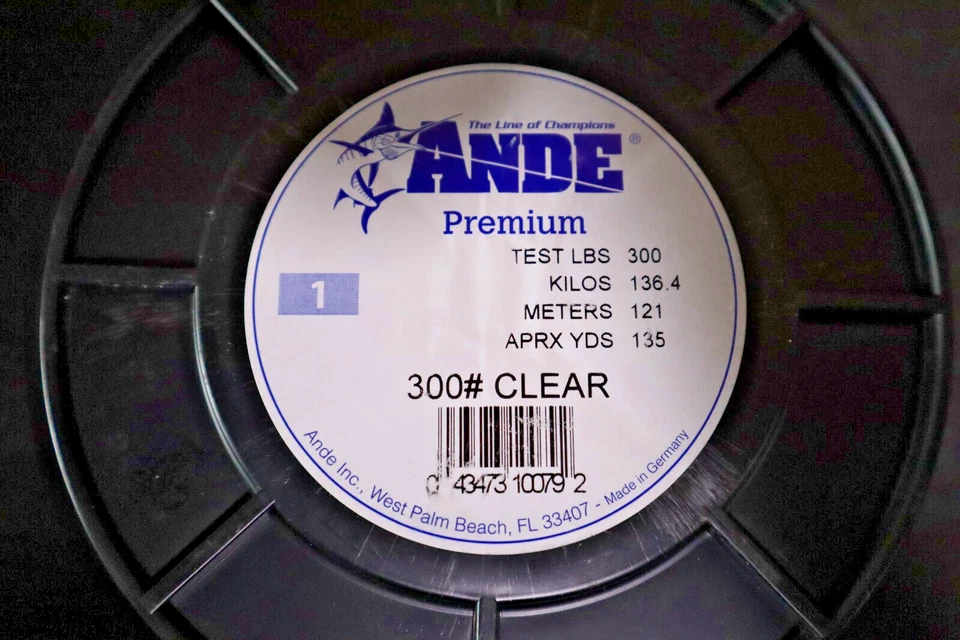 The Line of Champions
ANDE®
Premium
TEST LBS 300
KILOS 136.4
METERS 121
APRX YDS 135
1
300# CLEAR
0 43473 10079 2
Ande Inc., West Palm Beach, FL 33407 - Made in Germany